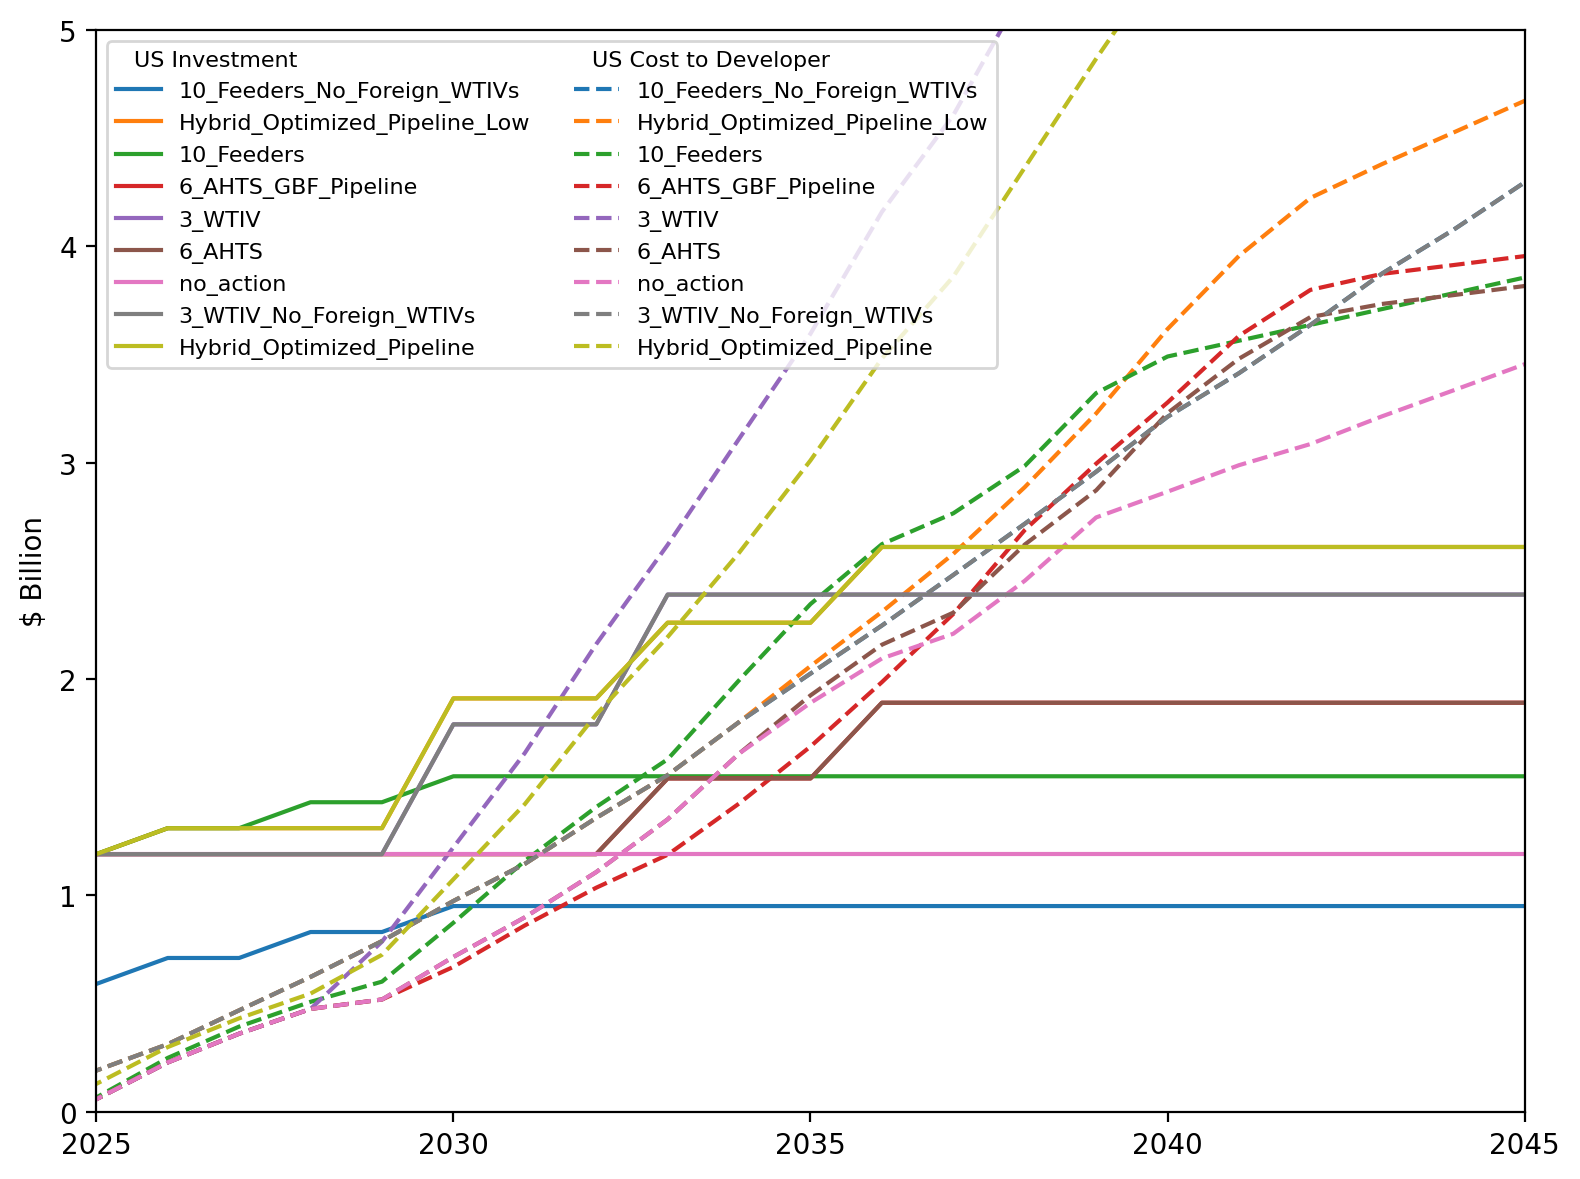 5
4
3
2
1
0
$ Billion
2025
2030
2035
2040
2045
US Investment
10_Feeders_No_Foreign_WTIVs
Hybrid_Optimized_Pipeline_Low
10_Feeders
6_AHTS_GBF_Pipeline
3_WTIV
6_AHTS
no_action
3_WTIV_No_Foreign_WTIVs
Hybrid_Optimized_Pipeline
US Cost to Developer
10_Feeders_No_Foreign_WTIVs
Hybrid_Optimized_Pipeline_Low
10_Feeders
6_AHTS_GBF_Pipeline
3_WTIV
6_AHTS
no_action
3_WTIV_No_Foreign_WTIVs
Hybrid_Optimized_Pipeline